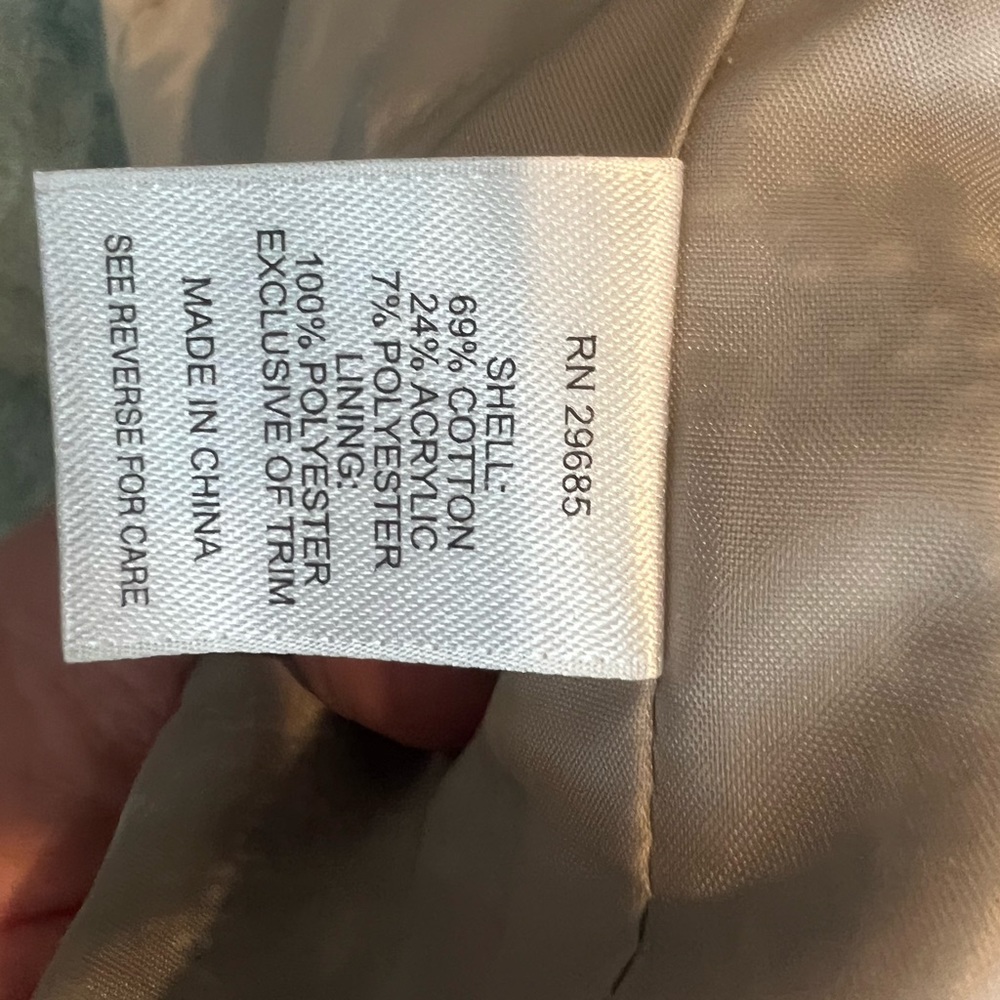 RN 29685
SHELL:
69% COTTON
24% ACRYLIC
7% POLYESTER
LINING:
100% POLYESTER
EXCLUSIVE OF TRIM
MADE IN CHINA
SEE REVERSE FOR CARE